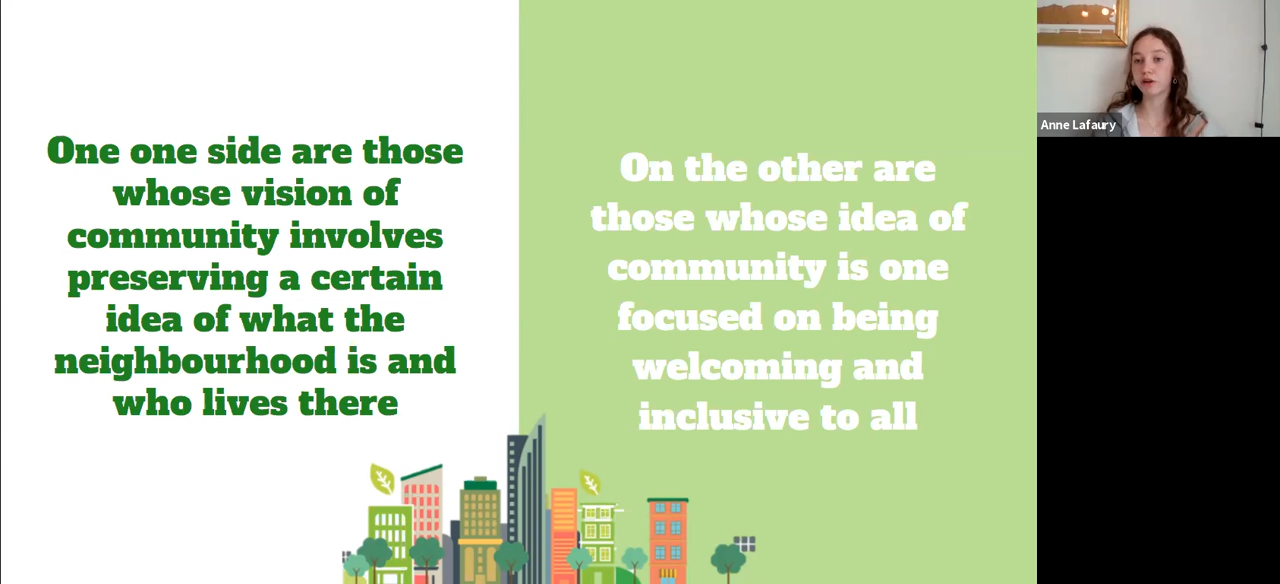 One one side are those
whose vision of
community involves
preserving a certain
idea of what the
neighbourhood is and
who lives there
On the other are
those whose idea of
community is one
focused on being
welcoming and
inclusive to all
Anne Lafaury